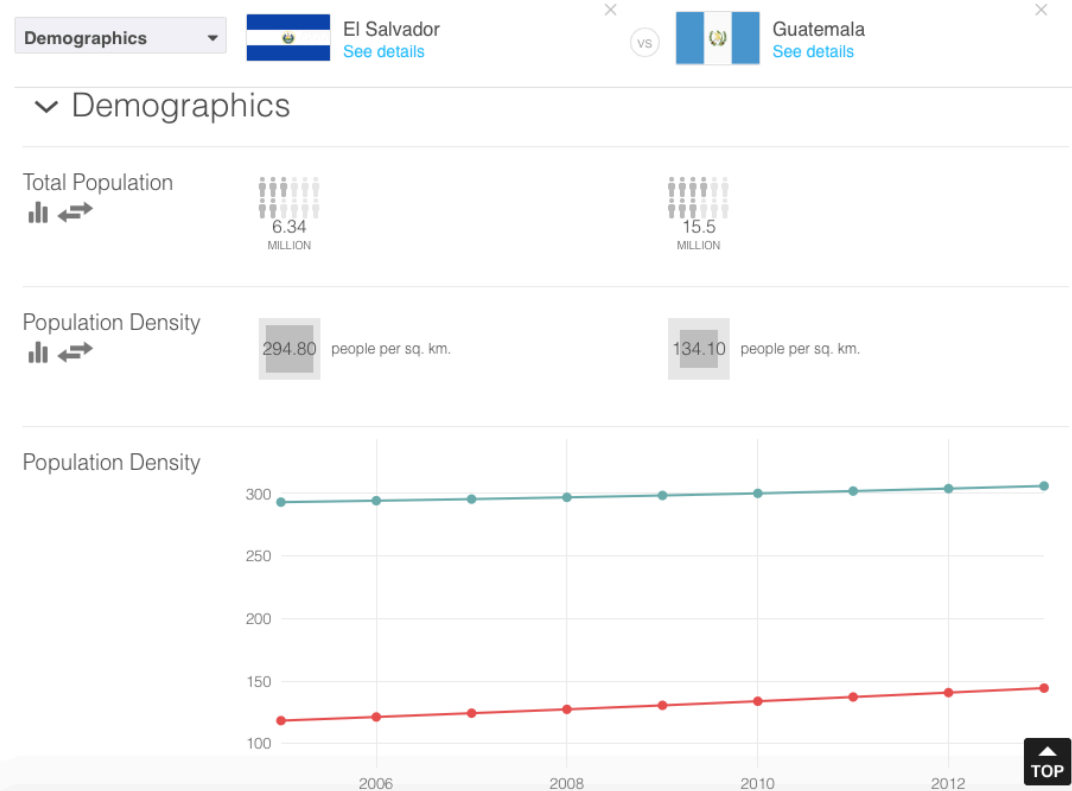 Demographics
El Salvador
See details
vs
Guatemala
See details
Demographics
Total Population
6.34
MILLION
15.5
MILLION
Population Density
294.80 people per sq. km.
134.10 people per sq. km.
Population Density
300
250
200
150
100
2006 2008 2010 2012
TOP